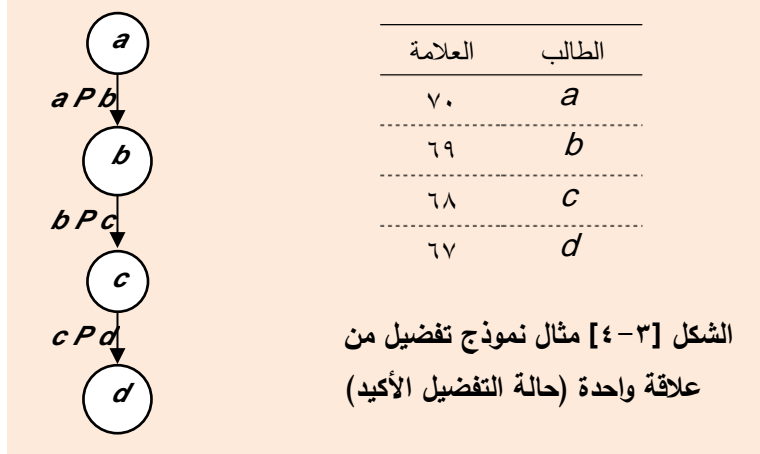 a
a P b
b
b P c
c
c P d
d
الطالب العلامة
a ٧٠
b ٦٩
c ٦٨
d ٦٧
الشكل [٣-٤] مثال نموذج تفضيل من
علاقة واحدة (حالة التفضيل الأكيد)